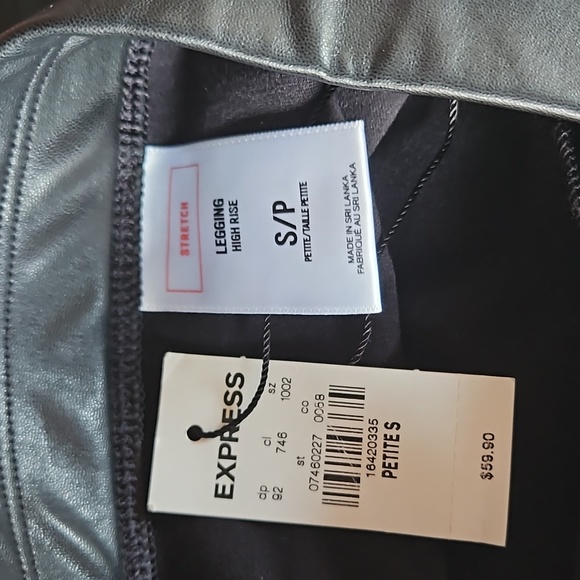 STRETCH
LEGGING
HIGH RISE
S/P
PETITE/TAILLE PETITE
MADE IN SRI LANKA
FABRIQUÉ AU SRI LANKA
EXPRESS
dp cl sz
92 746 1002
st co
07460227 0058
16420335
PETITE S
$59.90